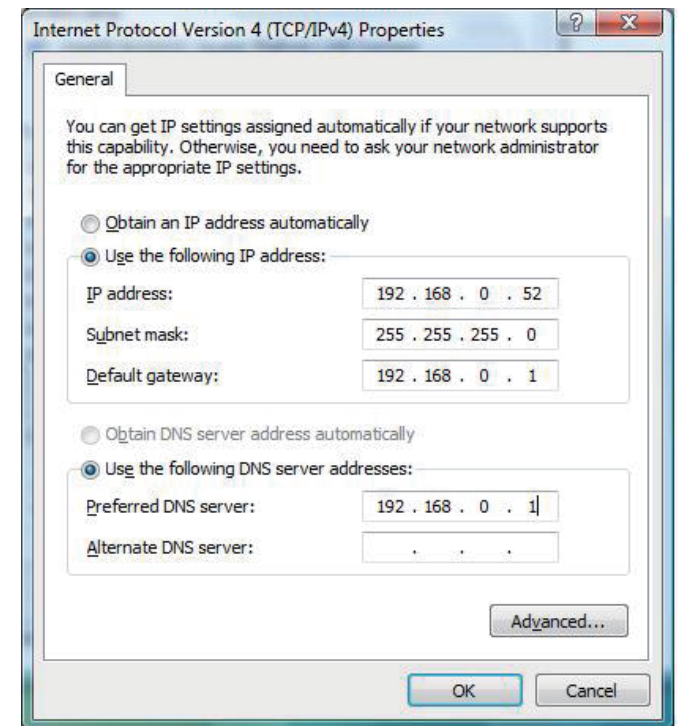 Internet Protocol Version 4 (TCP/IPv4) Properties
?
X
General
You can get IP settings assigned automatically if your network supports
this capability. Otherwise, you need to ask your network administrator
for the appropriate IP settings.
Obtain an IP address automatically
Use the following IP address:
IP address: 192 . 168 . 0 . 52
Subnet mask: 255 . 255 . 255 . 0
Default gateway: 192 . 168 . 0 . 1
Obtain DNS server address automatically
Use the following DNS server addresses:
Preferred DNS server: 192 . 168 . 0 . 1
Alternate DNS server: . . .
Advanced...
OK Cancel